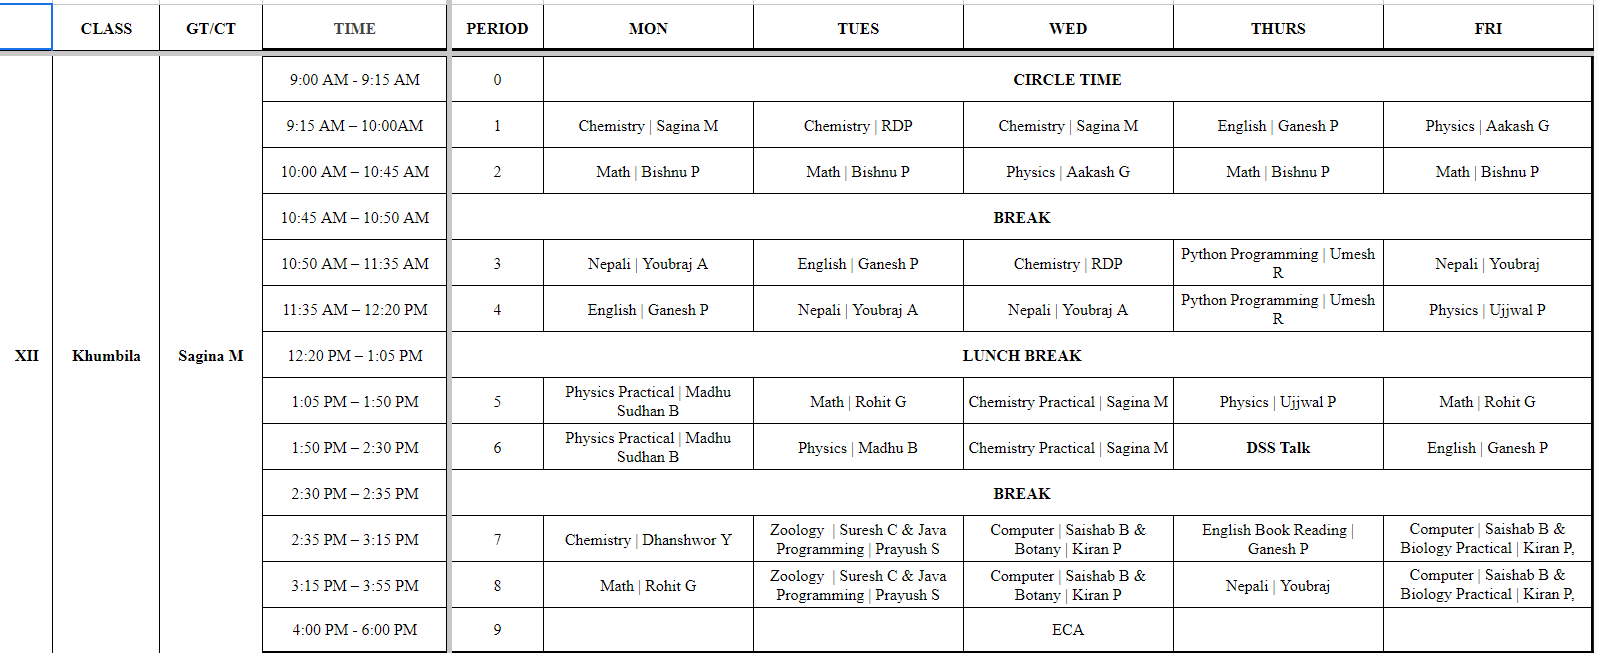 CLASS GT/CT TIME PERIOD MON TUES WED THURS FRI
9:00 AM - 9:15 AM 0 CIRCLE TIME
9:15 AM – 10:00AM 1 Chemistry | Sagina M Chemistry | RDP Chemistry | Sagina M English | Ganesh P Physics | Aakash G
10:00 AM – 10:45 AM 2 Math | Bishnu P Math | Bishnu P Physics | Aakash G Math | Bishnu P Math | Bishnu P
10:45 AM – 10:50 AM BREAK
10:50 AM – 11:35 AM 3 Nepali | Youbraj A English | Ganesh P Chemistry | RDP Python Programming | Umesh
R Nepali | Youbraj
11:35 AM – 12:20 PM 4 English | Ganesh P Nepali | Youbraj A Nepali | Youbraj A Python Programming | Umesh
R Physics | Ujjwal P
XII Khumbila Sagina M 12:20 PM – 1:05 PM LUNCH BREAK
1:05 PM – 1:50 PM 5 Physics Practical | Madhu
Sudhan B Math | Rohit G Chemistry Practical | Sagina M Physics | Ujjwal P Math | Rohit G
1:50 PM – 2:30 PM 6 Physics Practical | Madhu
Sudhan B Physics | Madhu B Chemistry Practical | Sagina M DSS Talk English | Ganesh P
2:30 PM – 2:35 PM BREAK
2:35 PM – 3:15 PM 7 Chemistry | Dhanshwor Y Zoology | Suresh C & Java
Programming | Prayush S Computer | Saishab B &
Botany | Kiran P English Book Reading |
Ganesh P Computer | Saishab B &
Biology Practical | Kiran P,
3:15 PM – 3:55 PM 8 Math | Rohit G Zoology | Suresh C & Java
Programming | Prayush S Computer | Saishab B &
Botany | Kiran P Nepali | Youbraj Computer | Saishab B &
Biology Practical | Kiran P,
4:00 PM - 6:00 PM 9 ECA